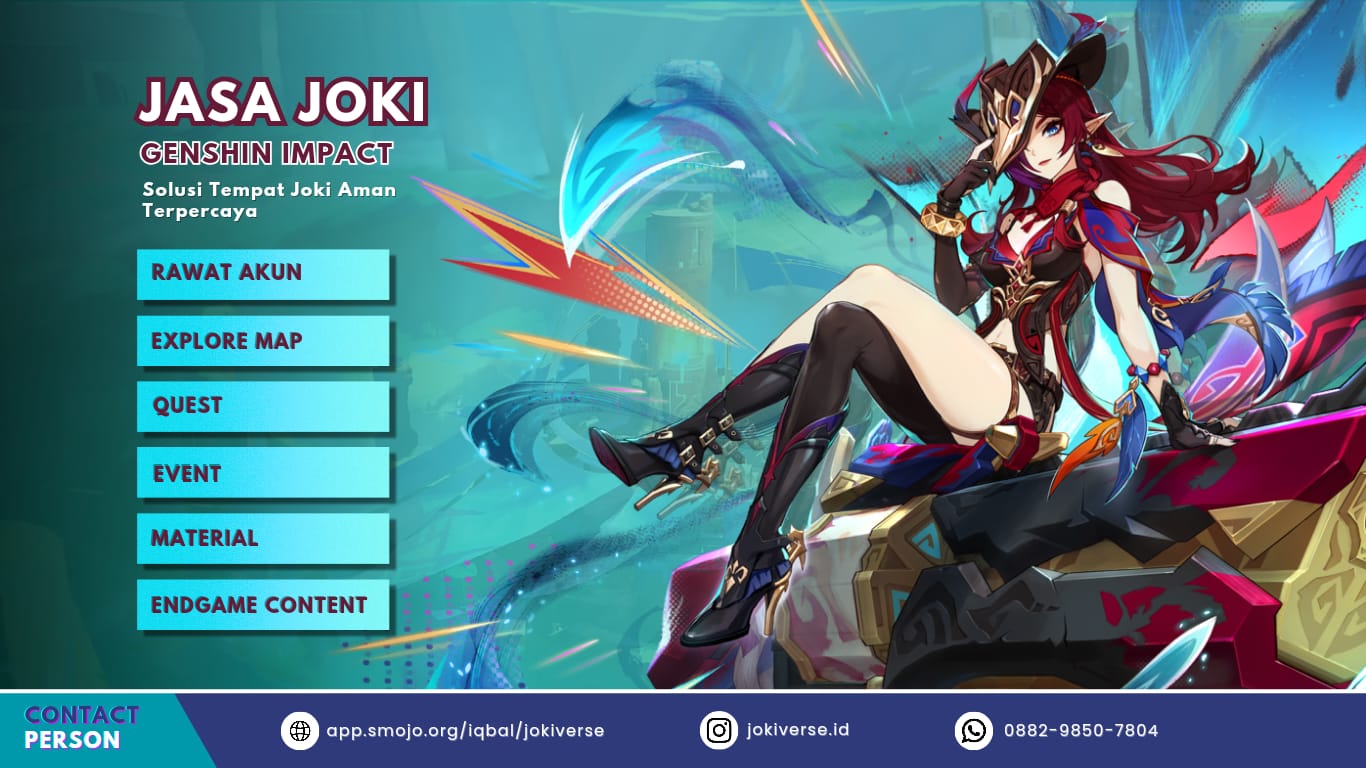 JASA JOKI
GENSHIN IMPACT
Solusi Tempat Joki Aman
Terpercaya
RAWAT AKUN
EXPLORE MAP
QUEST
EVENT
MATERIAL
ENDGAME CONTENT
CONTACT
PERSON
app.smojo.org/iqbal/jokiverse
jokiverse.id
0882-9850-7804